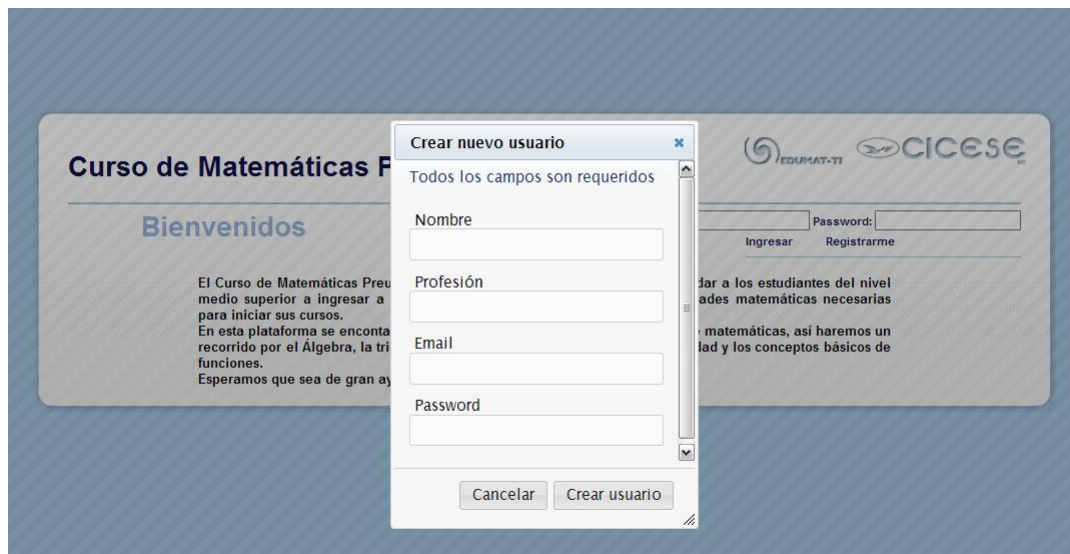 Crear nuevo usuario
Todos los campos son requeridos
Nombre
Profesión
Email
Password
Cancelar
Crear usuario
EDUMAT-TI
CICESE
Curso de Matemáticas P
Bienvenidos
Password:
Ingresar Registrarme
El Curso de Matemáticas Preu dar a los estudiantes del nivel
medio superior a ingresar a ades matemáticas necesarias
para iniciar sus cursos.
En esta plataforma se enconta matemáticas, así haremos un
recorrido por el Álgebra, la tri dad y los conceptos básicos de
funciones.
Esperamos que sea de gran ay